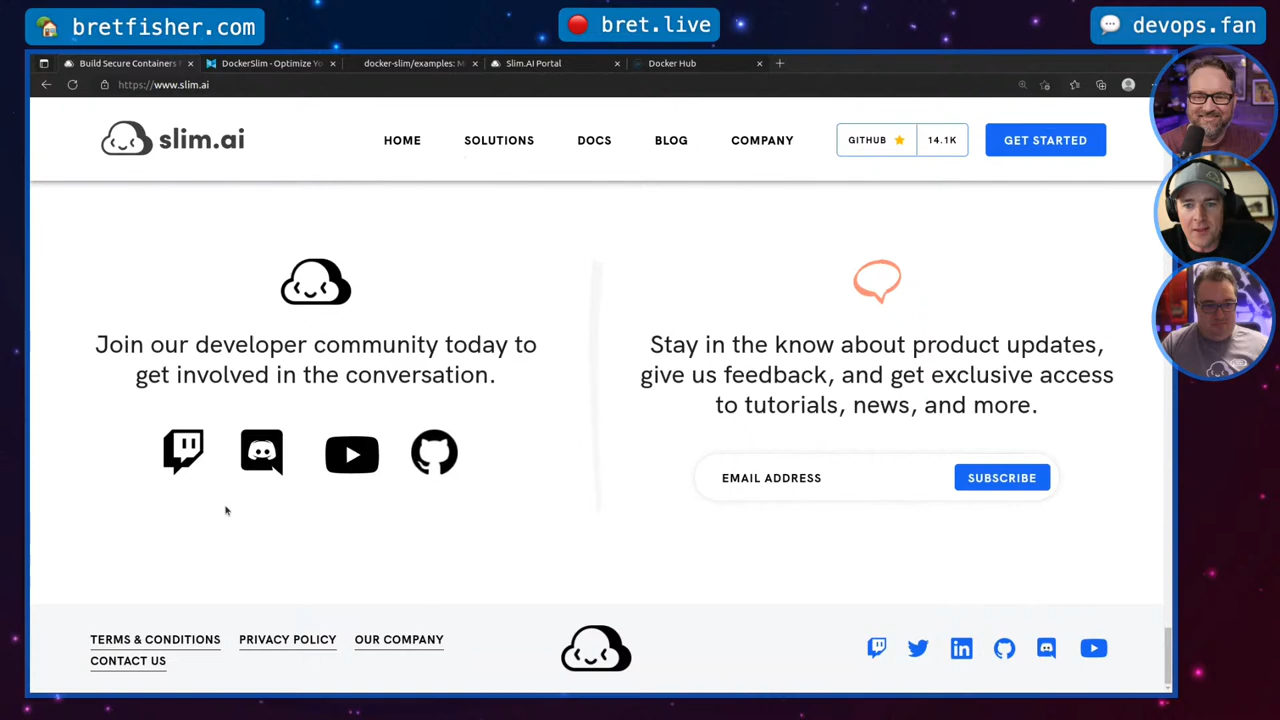 bretfisher.com
bret.live
devops.fan
Build Secure Containers
DockerSlim - Optimize Yo
docker-slim/examples: M
Slim.AI Portal
Docker Hub
https://www.slim.ai
slim.ai
HOME
SOLUTIONS
DOCS
BLOG
COMPANY
GITHUB
14.1K
GET STARTED
Join our developer community today to
get involved in the conversation.
Stay in the know about product updates,
give us feedback, and get exclusive access
to tutorials, news, and more.
EMAIL ADDRESS
SUBSCRIBE
TERMS & CONDITIONS
PRIVACY POLICY
OUR COMPANY
CONTACT US